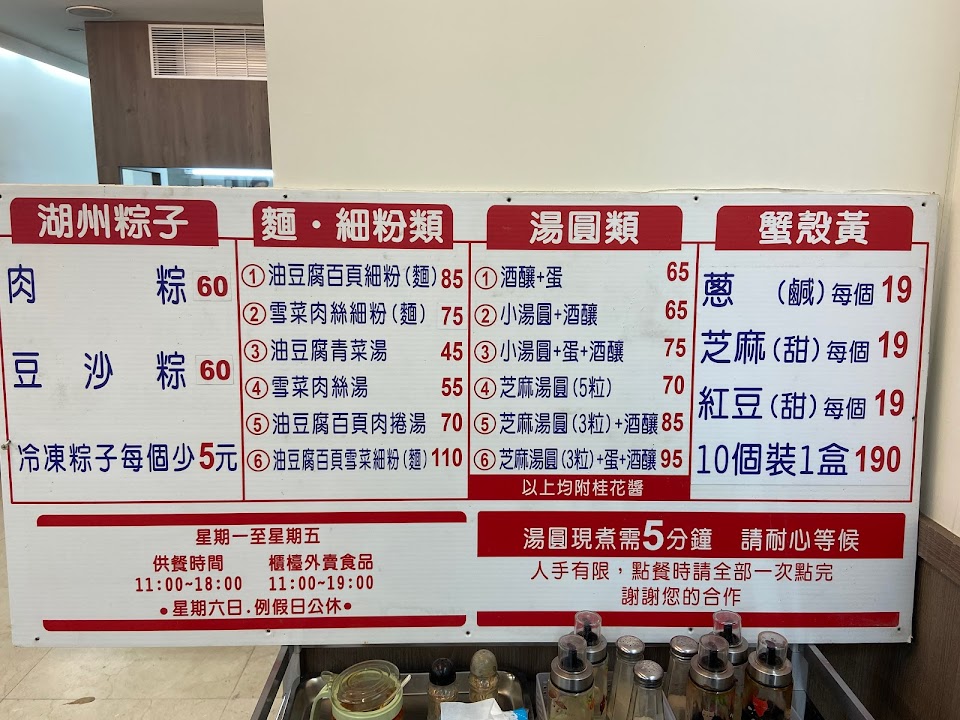 湖州粽子
肉 粽 60
豆 沙 粽 60
冷凍粽子每個少5元
麵・細粉類
① 油豆腐百頁細粉(麵) 85
② 雪菜肉絲細粉(麵) 75
③ 油豆腐青菜湯 45
④ 雪菜肉絲湯 55
⑤ 油豆腐百頁肉捲湯 70
⑥ 油豆腐百頁雪菜細粉(麵) 110
湯圓類
① 酒釀+蛋 65
② 小湯圓+酒釀 65
③ 小湯圓+蛋+酒釀 75
④ 芝麻湯圓(5粒) 70
⑤ 芝麻湯圓(3粒)+酒釀 85
⑥ 芝麻湯圓(3粒)+蛋+酒釀 95
以上均附桂花醬
蟹殼黃
蔥 (鹹)每個 19
芝麻(甜)每個 19
紅豆(甜)每個 19
10個裝1盒 190
星期一至星期五
供餐時間 櫃檯外賣食品
11:00~18:00 11:00~19:00
●星期六日.例假日公休●
湯圓現煮需5分鐘 請耐心等候
人手有限，點餐時請全部一次點完
謝謝您的合作